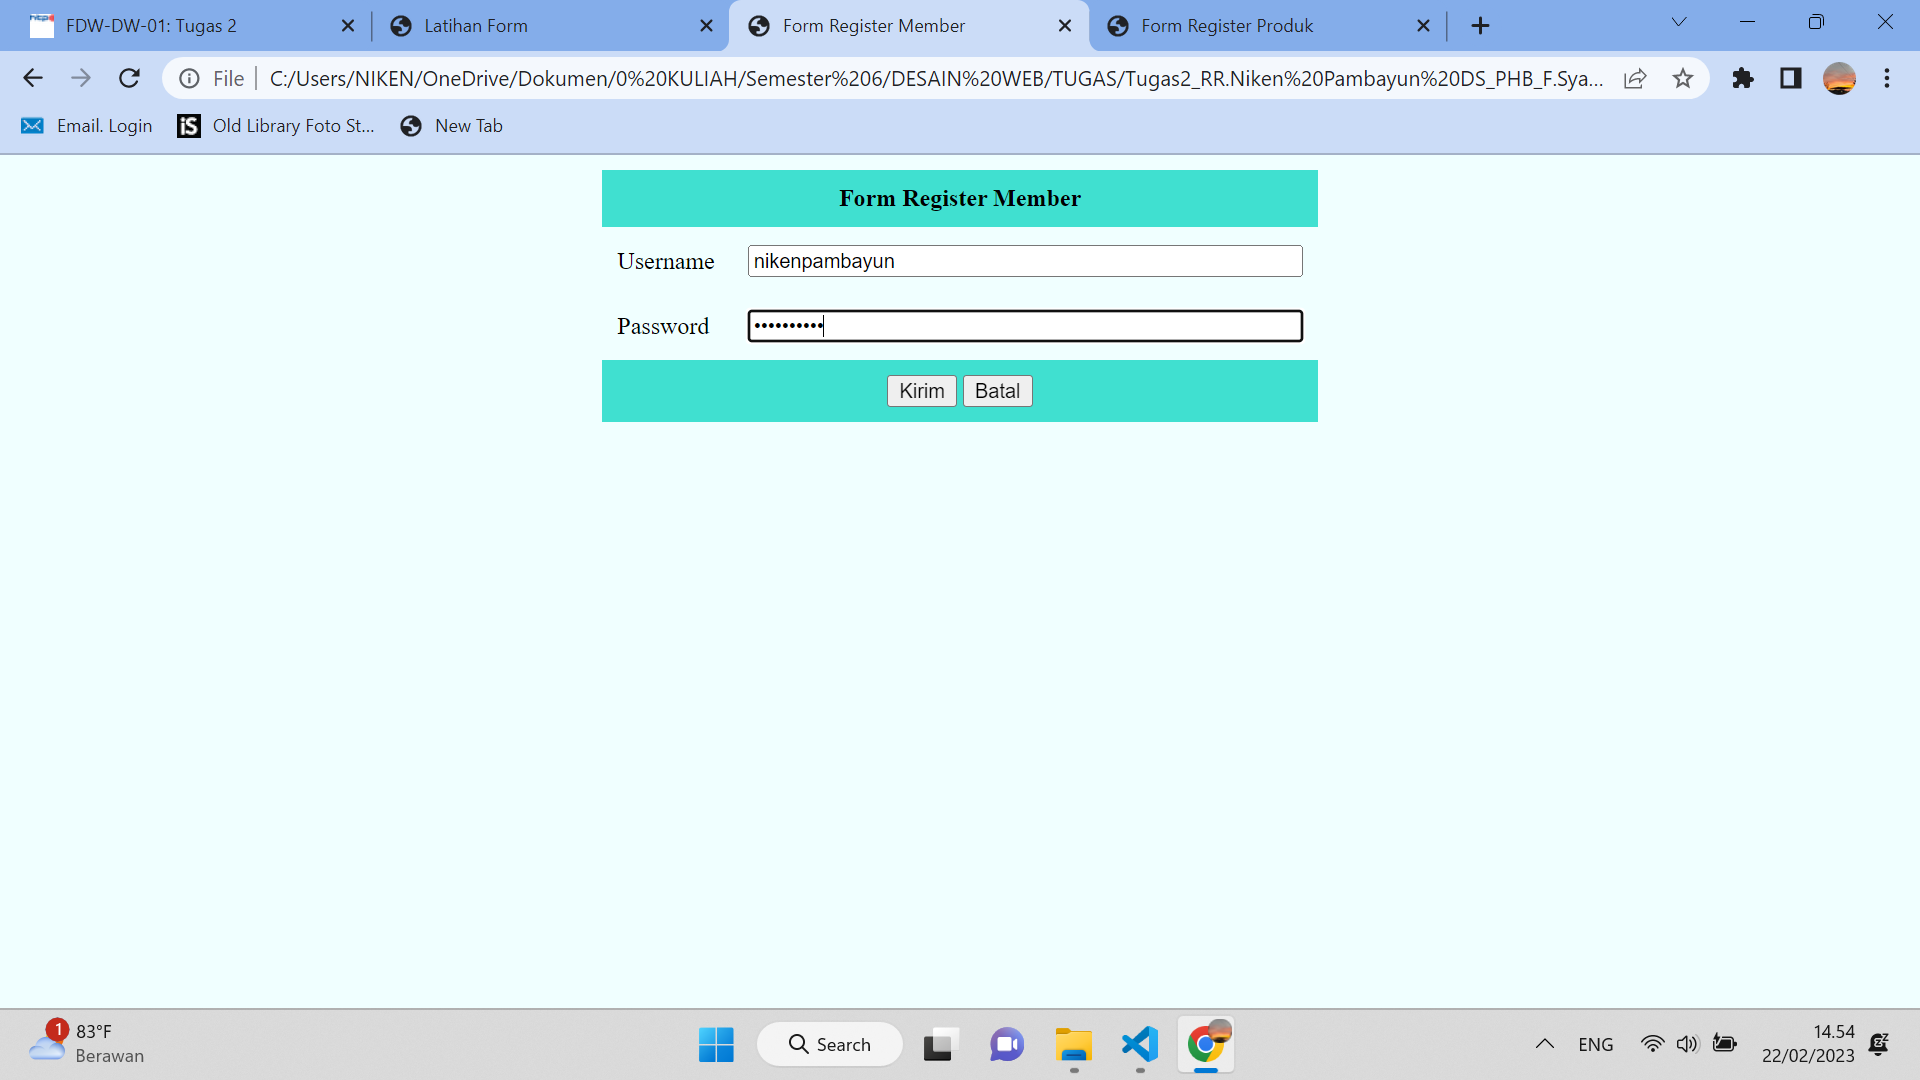 FDW-DW-01: Tugas 2
Latihan Form
Form Register Member
Form Register Produk
File
C:/Users/NIKEN/OneDrive/Dokumen/0%20KULIAH/Semester%206/DESAIN%20WEB/TUGAS/Tugas2_RR.Niken%20Pambayun%20DS_PHB_F.Sya...
Email. Login
iS
Old Library Foto St...
New Tab
Form Register Member
Username
nikenpambayun
Password
••••••••••
Kirim
Batal
1
83°F
Berawan
Search
ENG
14.54
22/02/2023